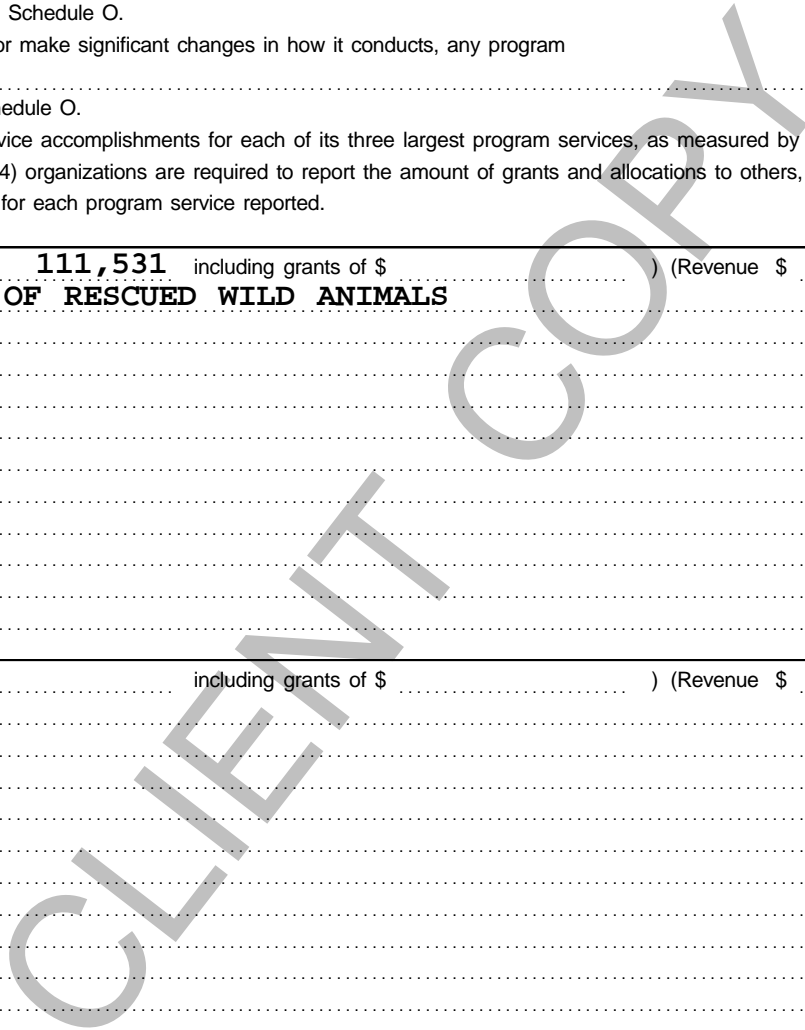 Schedule O.
or make significant changes in how it conducts, any program
edule O.
vice accomplishments for each of its three largest program services, as measured by
4) organizations are required to report the amount of grants and allocations to others,
for each program service reported.
111,531 including grants of $ ) (Revenue $
OF RESCUED WILD ANIMALS
including grants of $ ) (Revenue $
CLIENT COPY